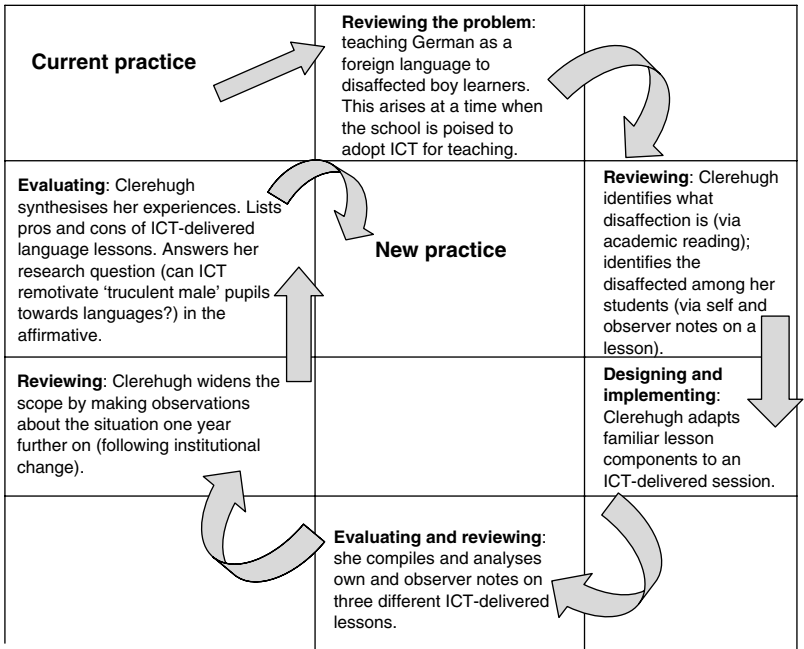 Current practice
Reviewing the problem:
teaching German as a
foreign language to
disaffected boy learners.
This arises at a time when
the school is poised to
adopt ICT for teaching.
Reviewing: Clerehugh
identifies what
disaffection is (via
academic reading);
identifies the
disaffected among her
students (via self and
observer notes on a
lesson).
Designing and
implementing:
Clerehugh adapts
familiar lesson
components to an
ICT-delivered session.
Evaluating and reviewing:
she compiles and analyses
own and observer notes on
three different ICT-delivered
lessons.
Reviewing: Clerehugh widens the
scope by making observations
about the situation one year
further on (following institutional
change).
Evaluating: Clerehugh
synthesises her experiences. Lists
pros and cons of ICT-delivered
language lessons. Answers her
research question (can ICT
remotivate ‘truculent male’ pupils
towards languages?) in the
affirmative.
New practice